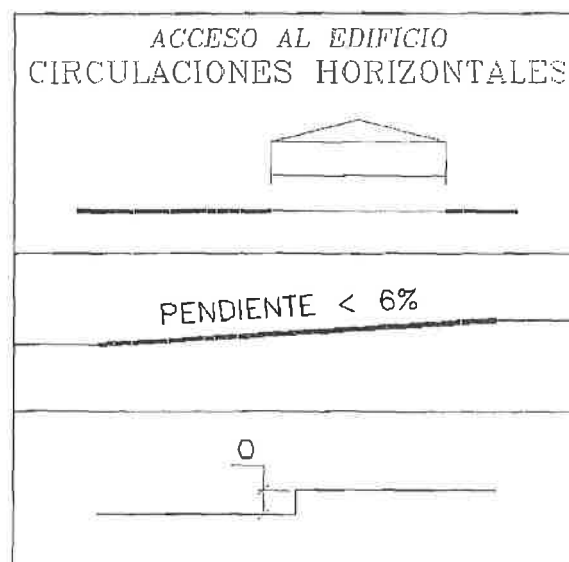 ACCESO AL EDIFICIO
CIRCULACIONES HORIZONTALES
PENDIENTE < 6%
0